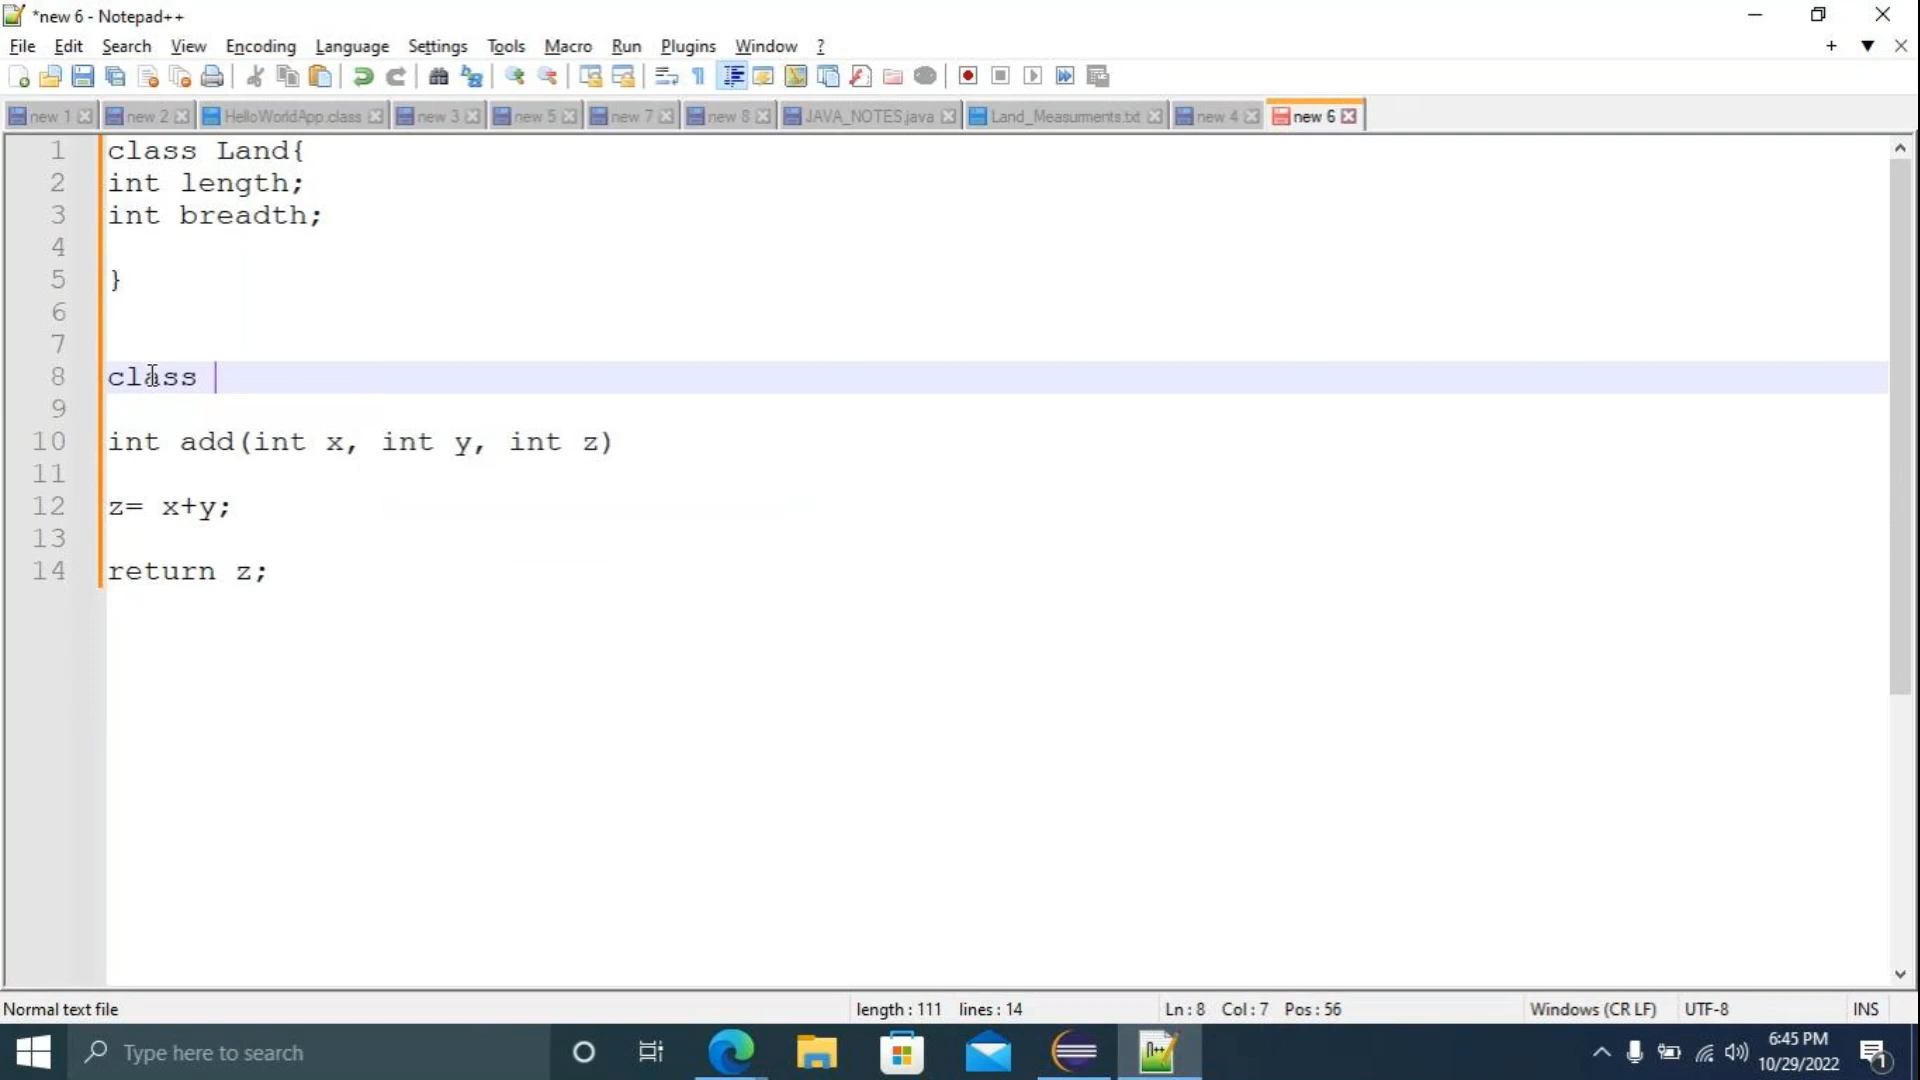 *new 6 - Notepad++
File Edit Search View Encoding Language Settings Tools Macro Run Plugins Window ?
new 1 new 2 HelloWorldApp.class new 3 new 5 new 7 new 8 JAVA_NOTES.java Land_Measurments.txt new 4 new 6
1 class Land{
2 int length;
3 int breadth;
4
5 }
6
7
8 class
9
10 int add(int x, int y, int z)
11
12 z= x+y;
13
14 return z;
Normal text file length : 111 lines : 14 Ln : 8 Col : 7 Pos : 56 Windows (CR LF) UTF-8 INS
Type here to search
6:45 PM
10/29/2022
1